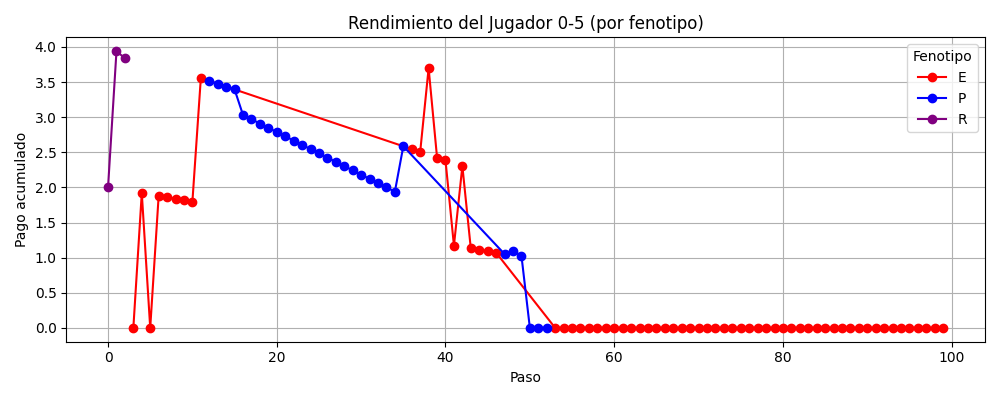 Rendimiento del Jugador 0-5 (por fenotipo)
Pago acumulado
4.0
3.5
3.0
2.5
2.0
1.5
1.0
0.5
0.0
Fenotipo
E
P
R
0 20 40 60 80 100
Paso